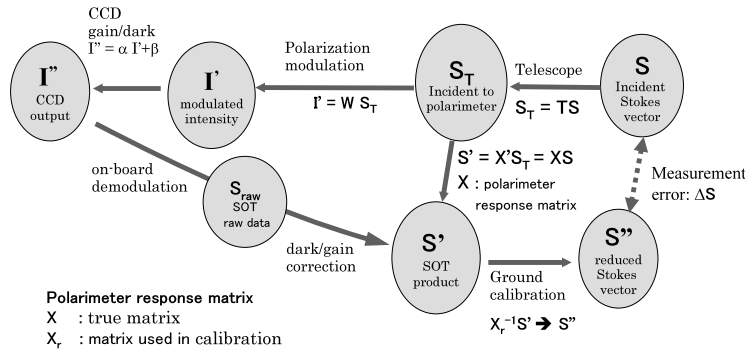 CCD
gain/dark
I" = α I'+β
I"
CCD
output
I'
modulated
intensity
Polarization
modulation
I' = W S_T
S_T
Incident to
polarimeter
Telescope
S_T = TS
S
Incident
Stokes
vector
on-board
demodulation
S_raw
SOT
raw data
S' = X'S_T = XS
X : polarimeter
response matrix
Measurement
error: ΔS
dark/gain
correction
S'
SOT
product
Ground
calibration
X_r⁻¹S' ➔ S"
S"
reduced
Stokes
vector
Polarimeter response matrix
X : true matrix
X_r : matrix used in calibration